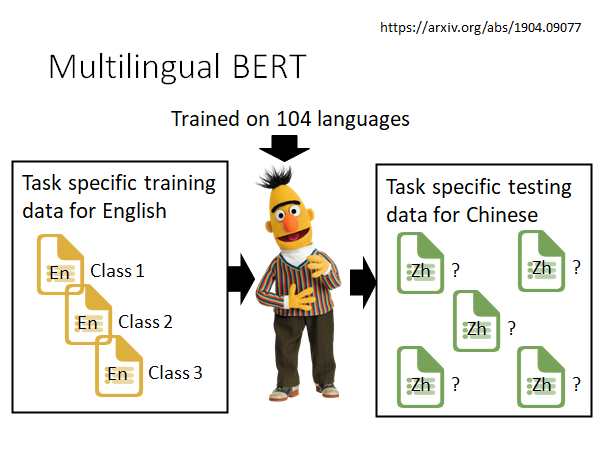 https://arxiv.org/abs/1904.09077
Multilingual BERT
Trained on 104 languages
Task specific training
data for English
En Class 1
En Class 2
En Class 3
Task specific testing
data for Chinese
Zh ? Zh ?
Zh ?
Zh ? Zh ?